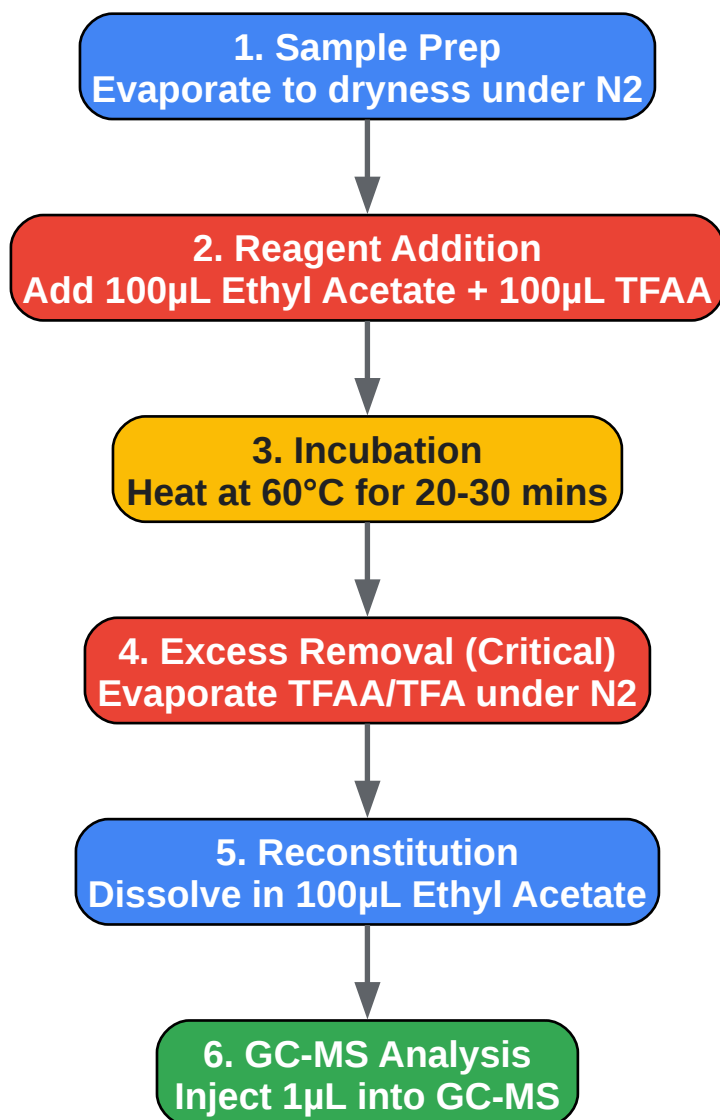 1. Sample Prep
Evaporate to dryness under N2
2. Reagent Addition
Add 100µL Ethyl Acetate + 100µL TFAA
3. Incubation
Heat at 60°C for 20-30 mins
4. Excess Removal (Critical)
Evaporate TFAA/TFA under N2
5. Reconstitution
Dissolve in 100µL Ethyl Acetate
6. GC-MS Analysis
Inject 1µL into GC-MS